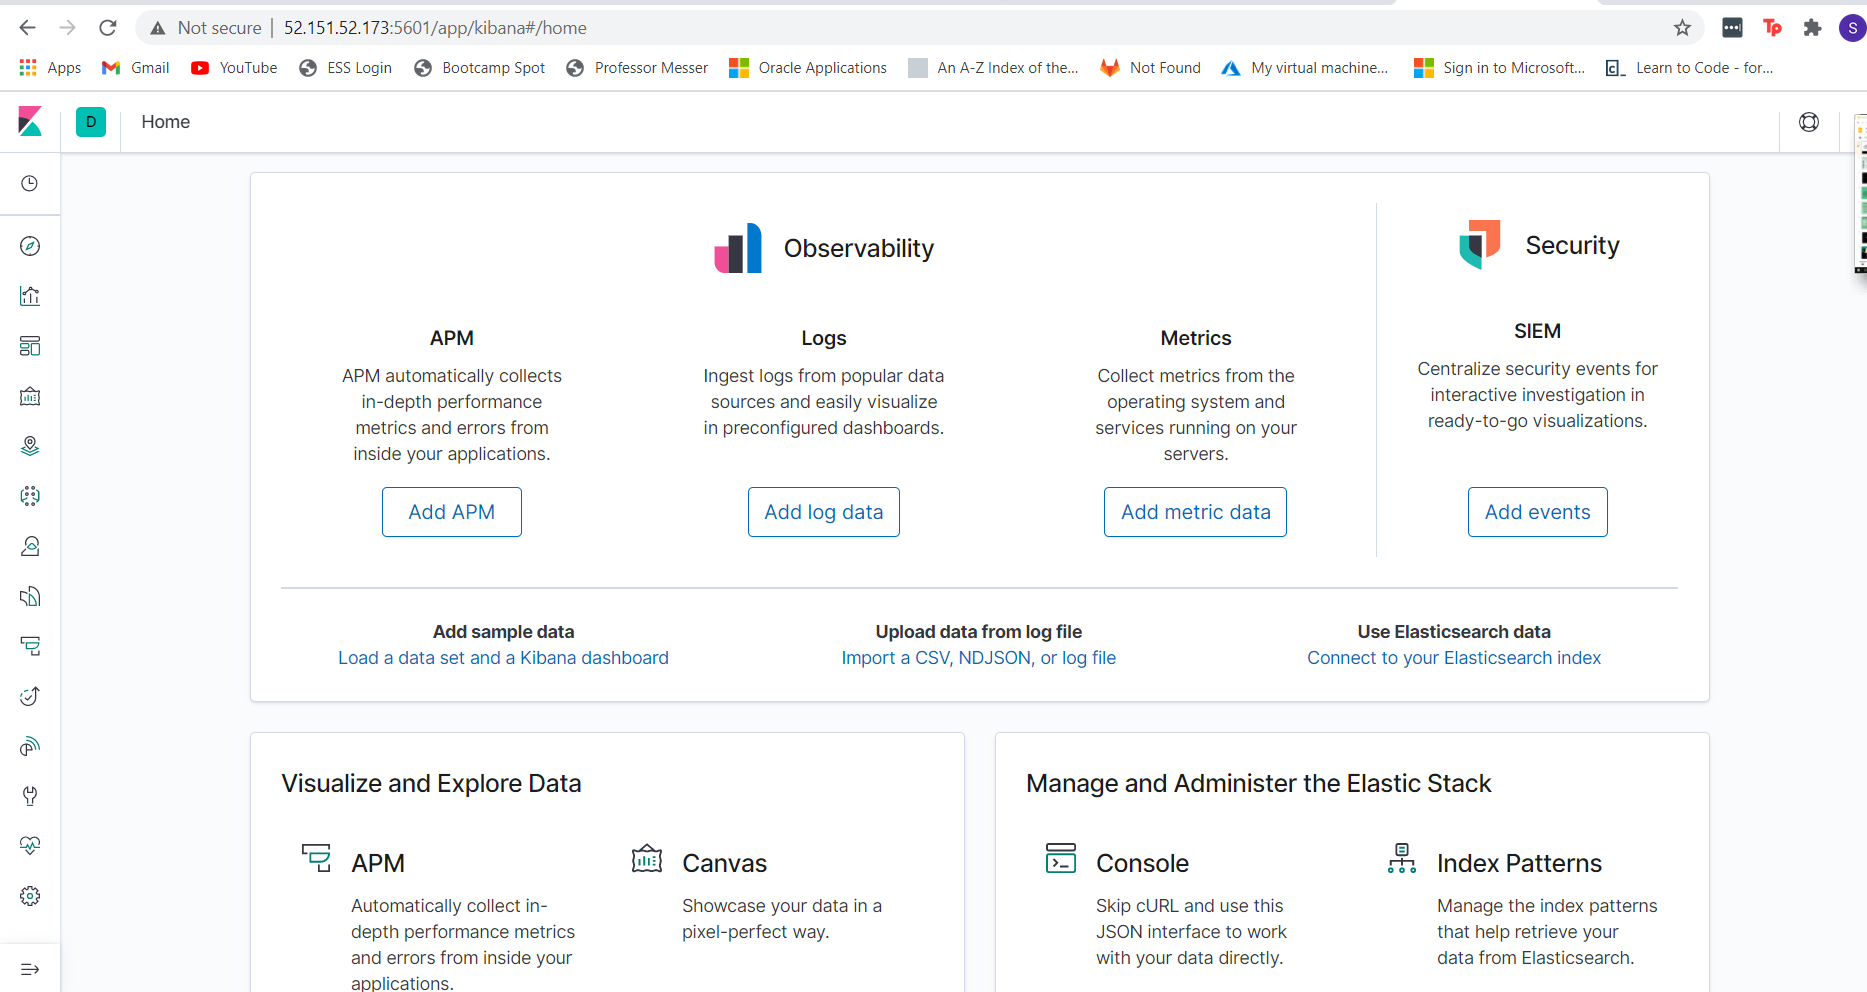 Not secure | 52.151.52.173:5601/app/kibana#/home
Tp
S
Apps Gmail YouTube ESS Login Bootcamp Spot Professor Messer Oracle Applications An A-Z Index of the... Not Found My virtual machine... Sign in to Microsoft... Learn to Code - for...
D Home
Observability
Security
APM
APM automatically collects
in-depth performance
metrics and errors from
inside your applications.
Add APM
Logs
Ingest logs from popular data
sources and easily visualize
in preconfigured dashboards.
Add log data
Metrics
Collect metrics from the
operating system and
services running on your
servers.
Add metric data
SIEM
Centralize security events for
interactive investigation in
ready-to-go visualizations.
Add events
Add sample data
Load a data set and a Kibana dashboard
Upload data from log file
Import a CSV, NDJSON, or log file
Use Elasticsearch data
Connect to your Elasticsearch index
Visualize and Explore Data
APM
Automatically collect in-
depth performance metrics
and errors from inside your
applications.
Canvas
Showcase your data in a
pixel-perfect way.
Manage and Administer the Elastic Stack
Console
Skip cURL and use this
JSON interface to work
with your data directly.
Index Patterns
Manage the index patterns
that help retrieve your
data from Elasticsearch.